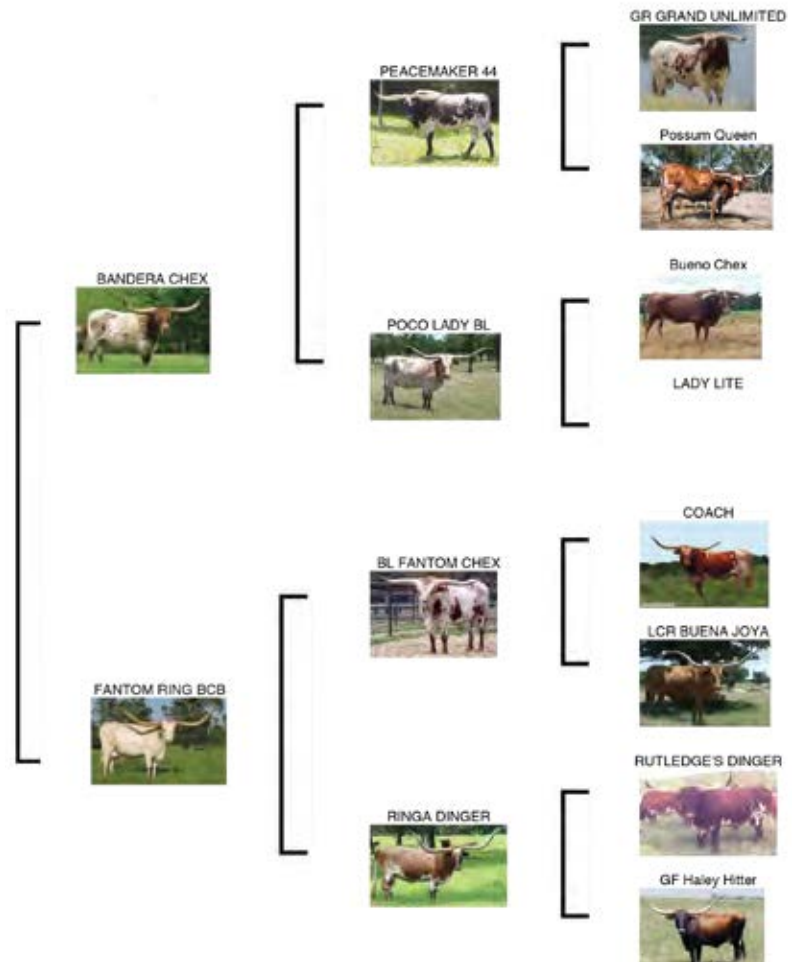 GR GRAND UNLIMITED
PEACEMAKER 44
Possum Queen
BANDERA CHEX
Bueno Chex
POCO LADY BL
LADY LITE
COACH
BL FANTOM CHEX
LCR BUENA JOYA
FANTOM RING BCB
RUTLEDGE'S DINGER
RINGA DINGER
GF Haley Hitter